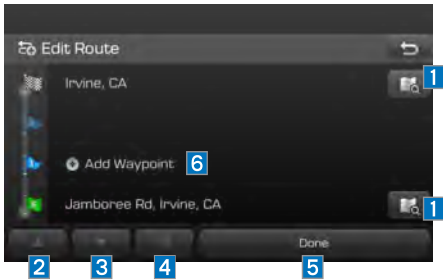 Edit Route
Irvine, CA
1
Add Waypoint 6
Jamboree Rd, Irvine, CA
1
Done
2 3 4 5